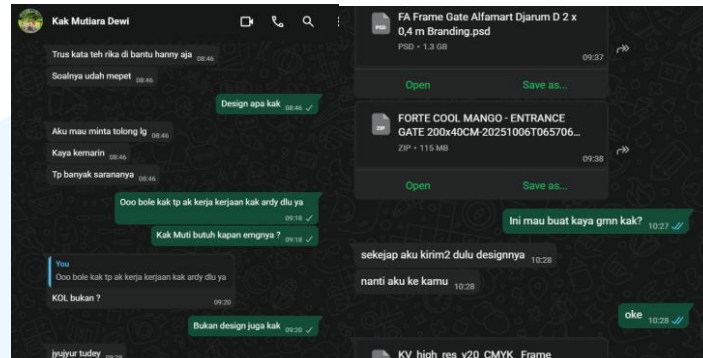 Kak Mutiara Dewi
Trus kata teh rika di bantu hanny aja 08:46
Soalnya udah mepet 08:46
Design apa kak 08:46
Aku mau minta tolong lg 08:46
Kaya kemarin 08:46
Tp banyak sarananya 08:46
Ooo bole kak tp ak kerja kerjaan kak ardy dlu ya
09:18
Kak Muti butuh kapan emgnya ? 09:18
You
Ooo bole kak tp ak kerja kerjaan kak ardy dlu ya
KOL bukan ?
09:20
Bukan design juga kak 09:20
jyujyur tudey
FA Frame Gate Alfamart Djarum D 2 x
0,4 m Branding.psd
PSD • 1.3 GB
09:37
Open Save as...
FORTE COOL MANGO - ENTRANCE
GATE 200x40CM-20251006T065706...
ZIP • 115 MB
09:38
Open Save as...
Ini mau buat kaya gmn kak? 10:27
sekejap aku kirim2 dulu designnya 10:28
nanti aku ke kamu 10:28
oke 10:28
KV_high_res_v20_CMYK_Frame